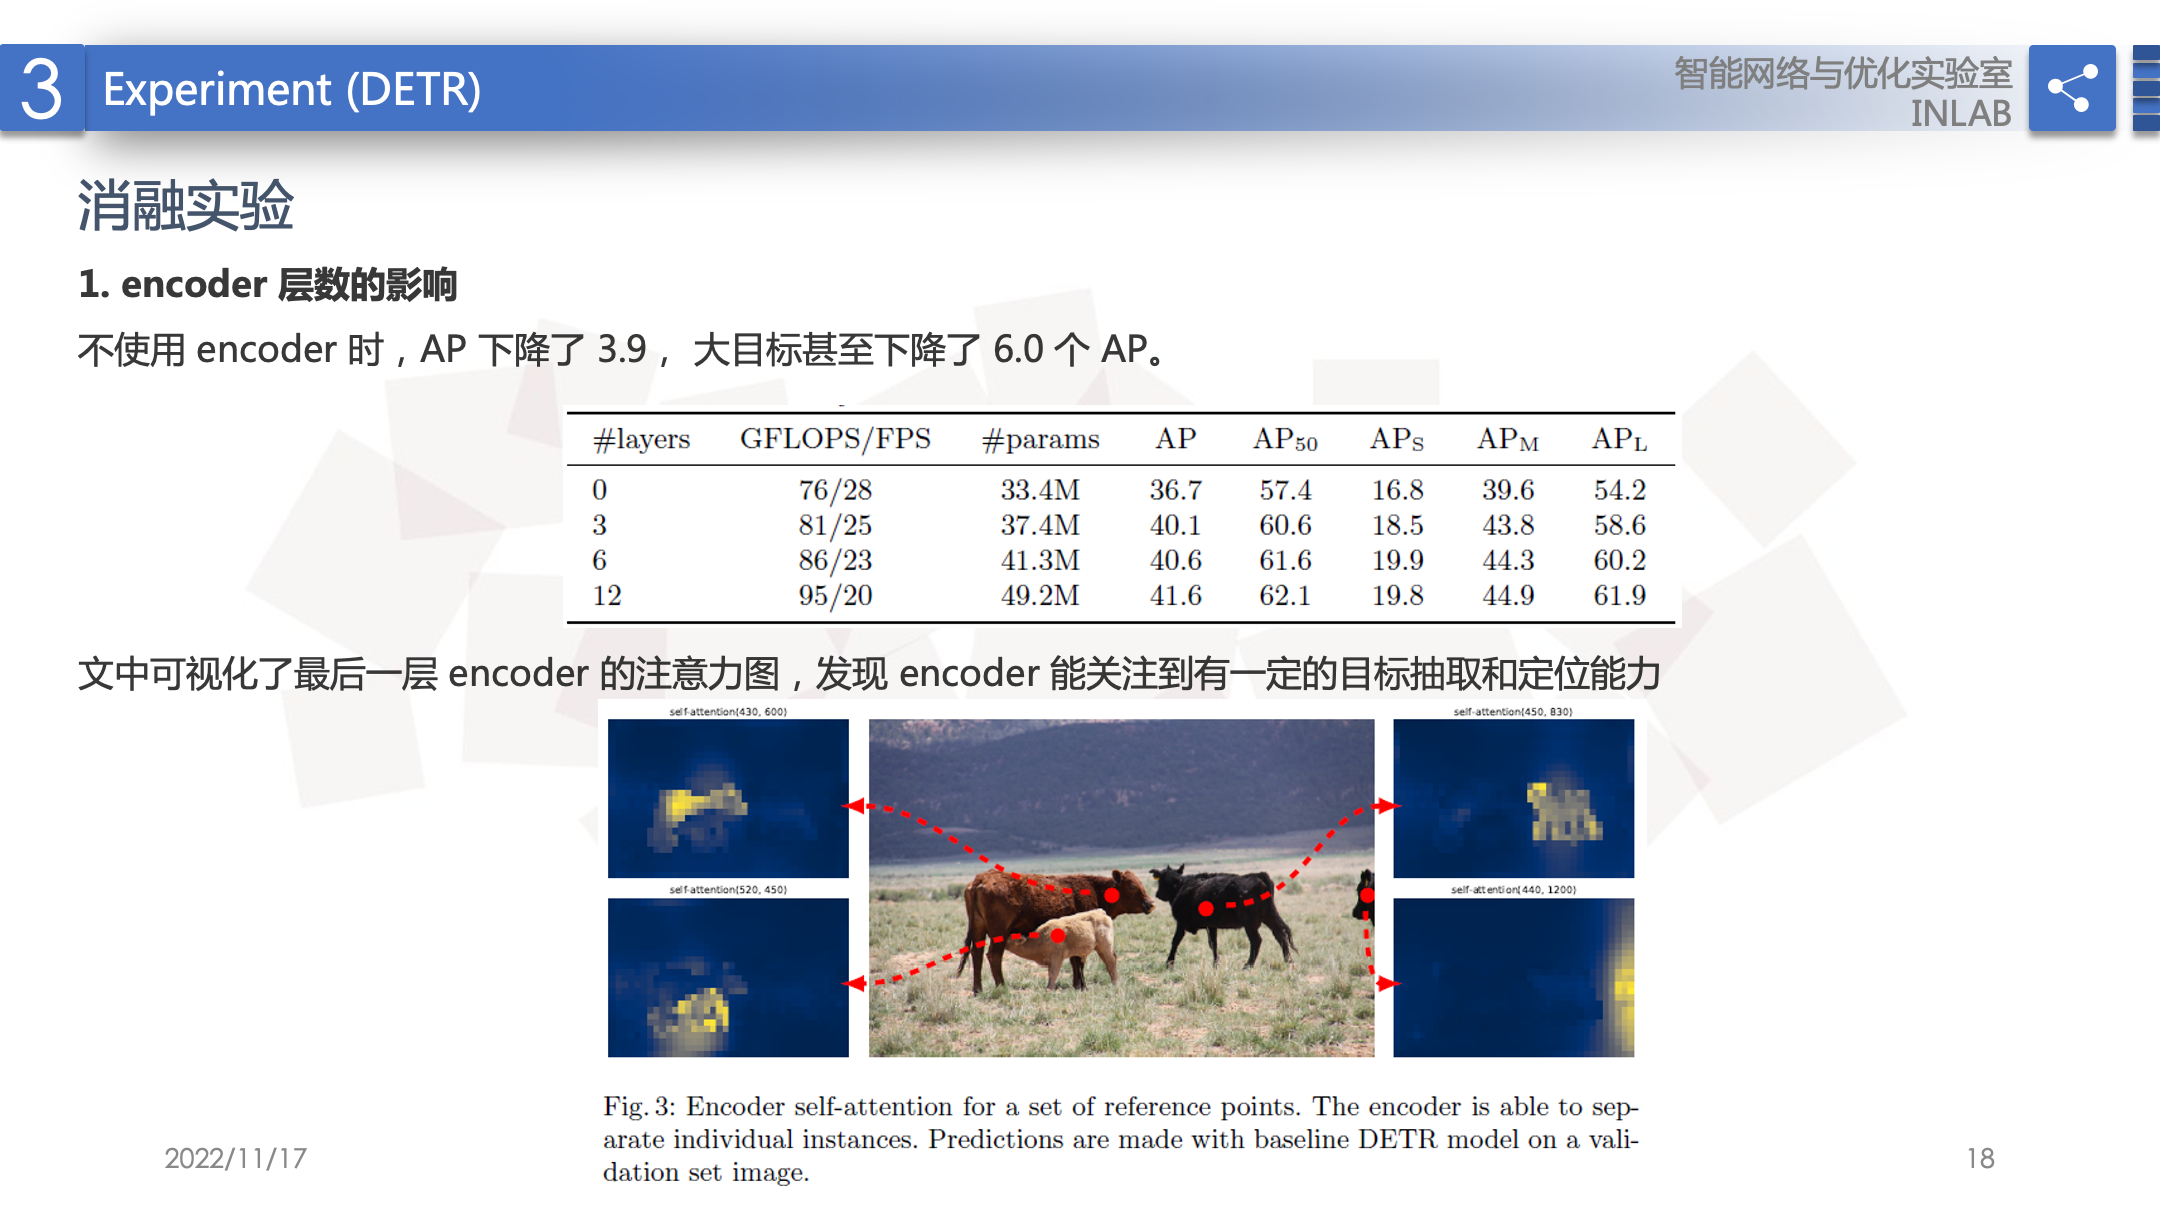 3 Experiment (DETR)
智能网络与优化实验室
INLAB
消融实验
1. encoder 层数的影响
不使用 encoder 时，AP 下降了 3.9， 大目标甚至下降了 6.0 个 AP。
#layers GFLOPS/FPS #params AP AP50 APS APM APL
0 76/28 33.4M 36.7 57.4 16.8 39.6 54.2
3 81/25 37.4M 40.1 60.6 18.5 43.8 58.6
6 86/23 41.3M 40.6 61.6 19.9 44.3 60.2
12 95/20 49.2M 41.6 62.1 19.8 44.9 61.9
文中可视化了最后一层 encoder 的注意力图，发现 encoder 能关注到有一定的目标抽取和定位能力
self-attention(430, 600)
self-attention(450, 830)
self-attention(520, 450)
self-attention(440, 1200)
Fig. 3: Encoder self-attention for a set of reference points. The encoder is able to sep-
arate individual instances. Predictions are made with baseline DETR model on a vali-
dation set image.
2022/11/17
18